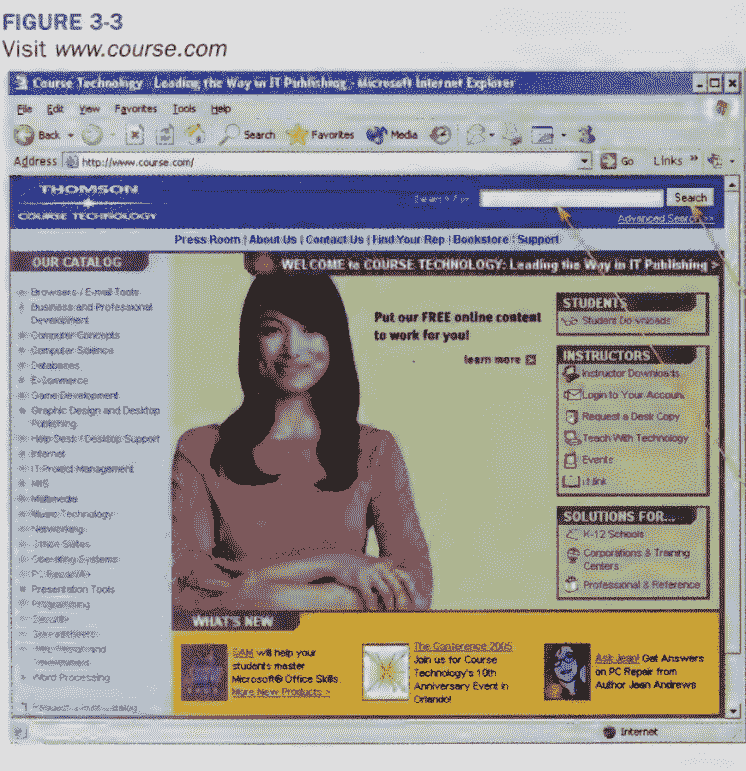 FIGURE 3-3
Visit www.course.com
Course Technology - Leading the Way in IT Publishing - Microsoft Internet Explorer
File Edit View Favorites Tools Help
Back Search Favorites Media
Address http://www.course.com/ Go Links »
THOMSON
COURSE TECHNOLOGY
Search
Advanced Search >>
Press Room | About Us | Contact Us | Find Your Rep | Bookstore | Support
OUR CATALOG
Browsers / E-mail Tools
Business and Professional
Development
Computer Concepts
Computer Science
Databases
E-Commerce
Game Development
Graphic Design and Desktop
Publishing
Help Desk / Desktop Support
Internet
IT Project Management
MIS
Multimedia
Music Technology
Networking
Office Suites
Operating Systems
PC Repair/A+
Presentation Tools
Programming
Security
Spreadsheets
Word Processing
WELCOME to COURSE TECHNOLOGY: Leading the Way in IT Publishing >
Put our FREE online content
to work for you!
learn more
STUDENTS
Student Downloads
INSTRUCTORS
Instructor Downloads
Login to Your Account
Request a Desk Copy
Teach With Technology
Events
SOLUTIONS FOR...
K-12 Schools
Corporations & Training
Centers
Professional & Reference
WHAT'S NEW
SAM will help your
students master
Microsoft® Office Skills
More New Products >
The Conference 2005
Join us for Course
Technology's 10th
Anniversary Event in
Orlando!
Ask Jean! Get Answers
on PC Repair from
Author Jean Andrews
Internet